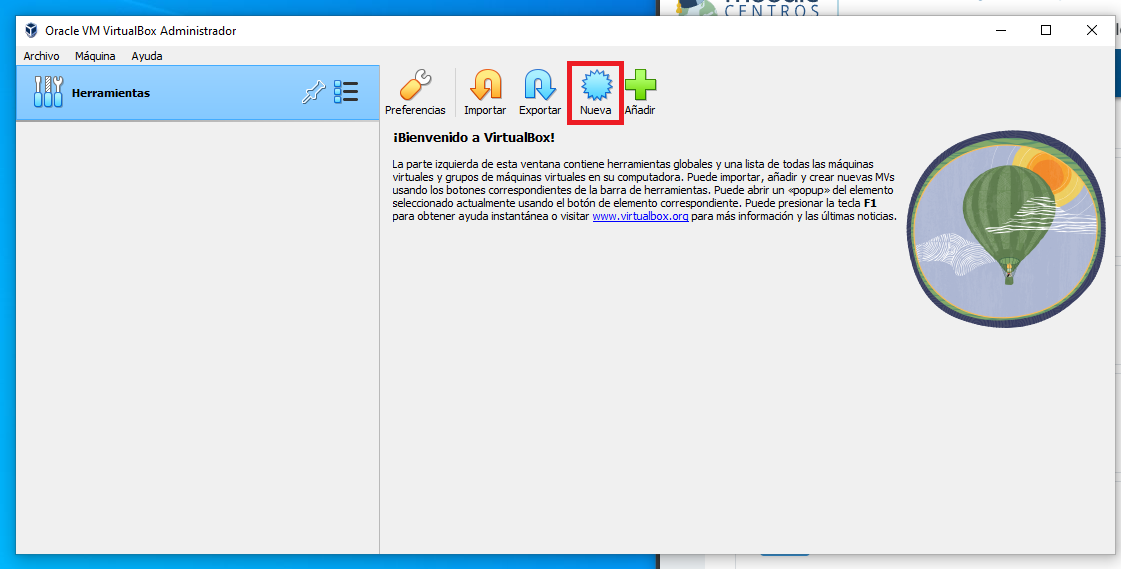 CENTROS
Oracle VM VirtualBox Administrador
Archivo Máquina Ayuda
Herramientas
Preferencias Importar Exportar Nueva Añadir
¡Bienvenido a VirtualBox!
La parte izquierda de esta ventana contiene herramientas globales y una lista de todas las máquinas
virtuales y grupos de máquinas virtuales en su computadora. Puede importar, añadir y crear nuevas MVs
usando los botones correspondientes de la barra de herramientas. Puede abrir un «popup» del elemento
seleccionado actualmente usando el botón de elemento correspondiente. Puede presionar la tecla F1
para obtener ayuda instantánea o visitar www.virtualbox.org para más información y las últimas noticias.